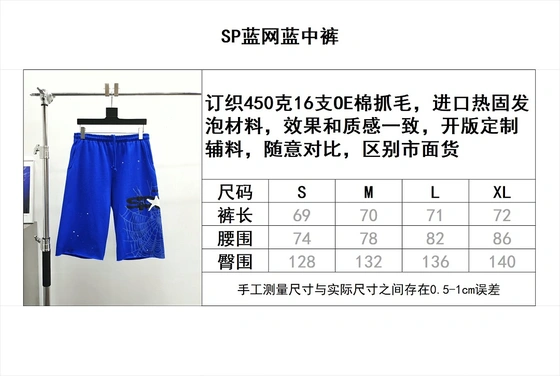 SP蓝网蓝中裤
订织450克16支OE棉抓毛，进口热固发
泡材料，效果和质感一致，开版定制
辅料，随意对比，区别市面货
尺码 S M L XL
裤长 69 70 71 72
腰围 74 78 82 86
臀围 128 132 136 140
手工测量尺寸与实际尺寸之间存在0.5-1cm误差